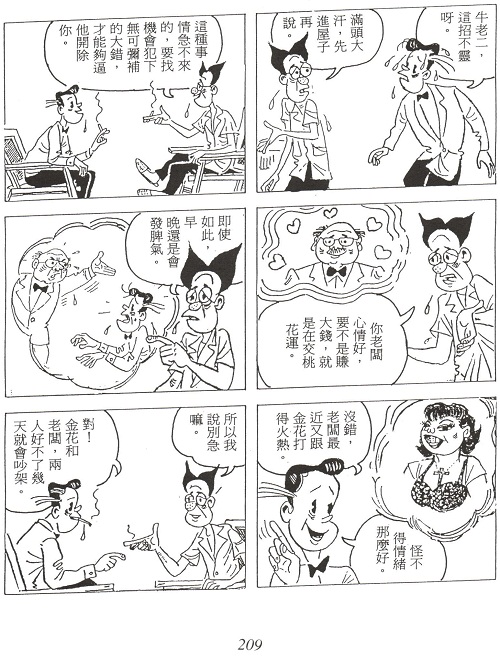 牛老二，
這招不靈
呀。
滿頭大
汗，先
進屋子
再
說。
這種事
情急不來
的，要找
機會犯下
無可彌補
的大錯，
才能夠逼
他開除
你。
你老闆
心情好，
要不是賺
大錢，就
是在交桃
花運。
即使
如此，
早
晚還是會
發脾氣。
沒錯，
老闆最
近又跟
金花打
得火熱。
怪不
得情緒
那麼好。
所以我
說別急
嘛。
對！
金花和
老闆，兩
人好不了幾
天就會吵架。
209